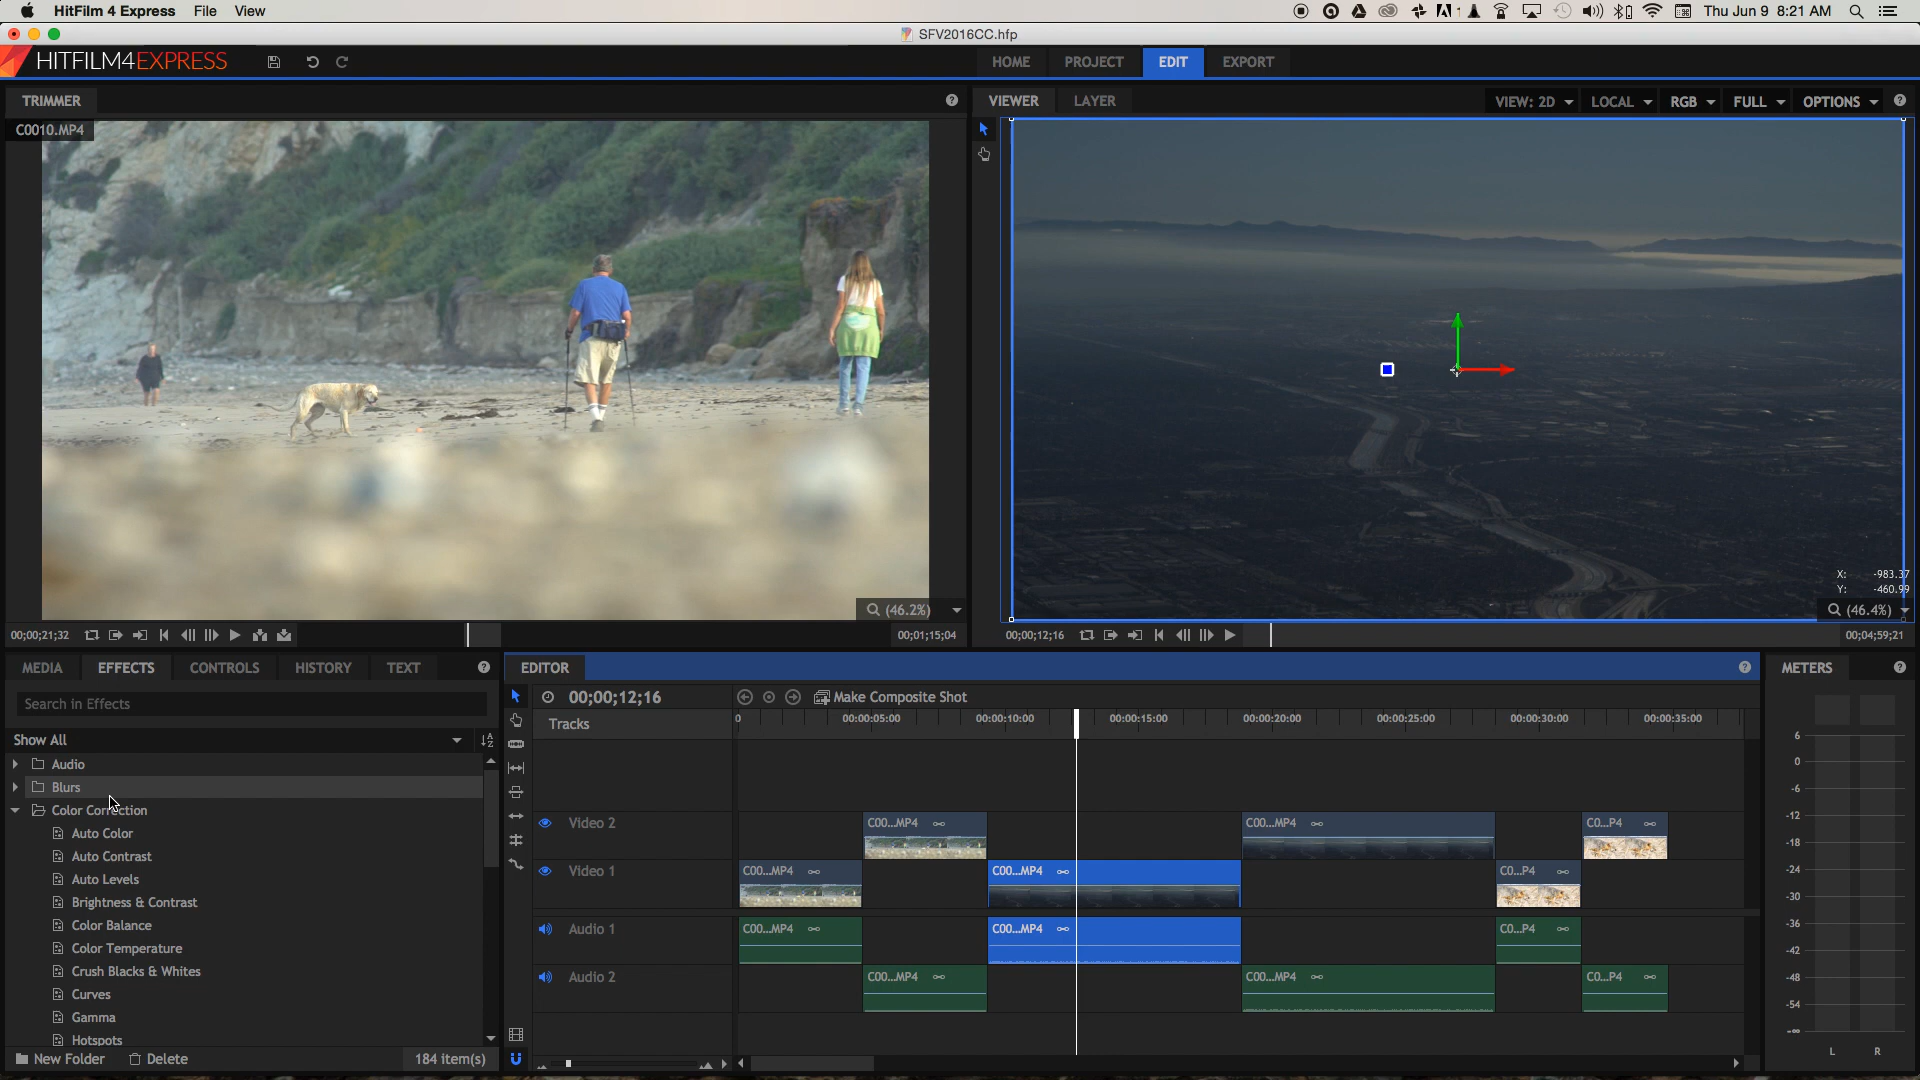 HitFilm 4 Express File View Thu Jun 9 8:21 AM
SFV2016CC.hfp
HITFILM4EXPRESS HOME PROJECT EDIT EXPORT
TRIMMER
C0010.MP4
VIEWER LAYER VIEW: 2D LOCAL RGB FULL OPTIONS
X: -983.37
Y: -460.99
(46.2%)
(46.4%)
00;00;21;32 00;01;15;04
00;00;12;16 00;04;59;21
MEDIA EFFECTS CONTROLS HISTORY TEXT
Search in Effects
Show All
Audio
Blurs
Color Correction
Auto Color
Auto Contrast
Auto Levels
Brightness & Contrast
Color Balance
Color Temperature
Crush Blacks & Whites
Curves
Gamma
Hotspots
New Folder Delete 184 item(s)
EDITOR
00;00;12;16 Make Composite Shot
Tracks 0 00:00:05:00 00:00:10:00 00:00:15:00 00:00:20:00 00:00:25:00 00:00:30:00 00:00:35:00
Video 2 C00...MP4 C00...MP4 C0...P4
Video 1 C00...MP4 C00...MP4 C0...P4
Audio 1 C00...MP4 C00...MP4 C0...P4
Audio 2 C00...MP4 C00...MP4 C0...P4
METERS
6
0
-6
-12
-18
-24
-30
-36
-42
-48
-54
-∞
L R